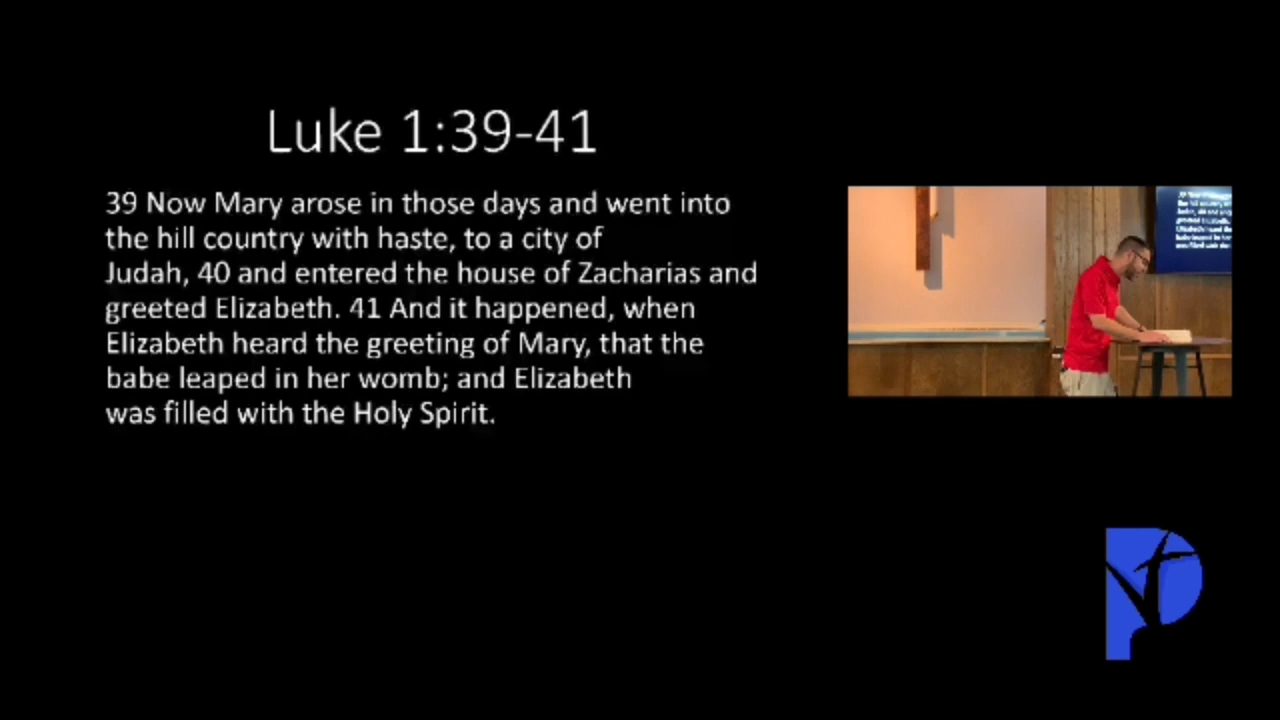 Luke 1:39-41
39 Now Mary arose in those days and went into
the hill country with haste, to a city of
Judah, 40 and entered the house of Zacharias and
greeted Elizabeth. 41 And it happened, when
Elizabeth heard the greeting of Mary, that the
babe leaped in her womb; and Elizabeth
was filled with the Holy Spirit.